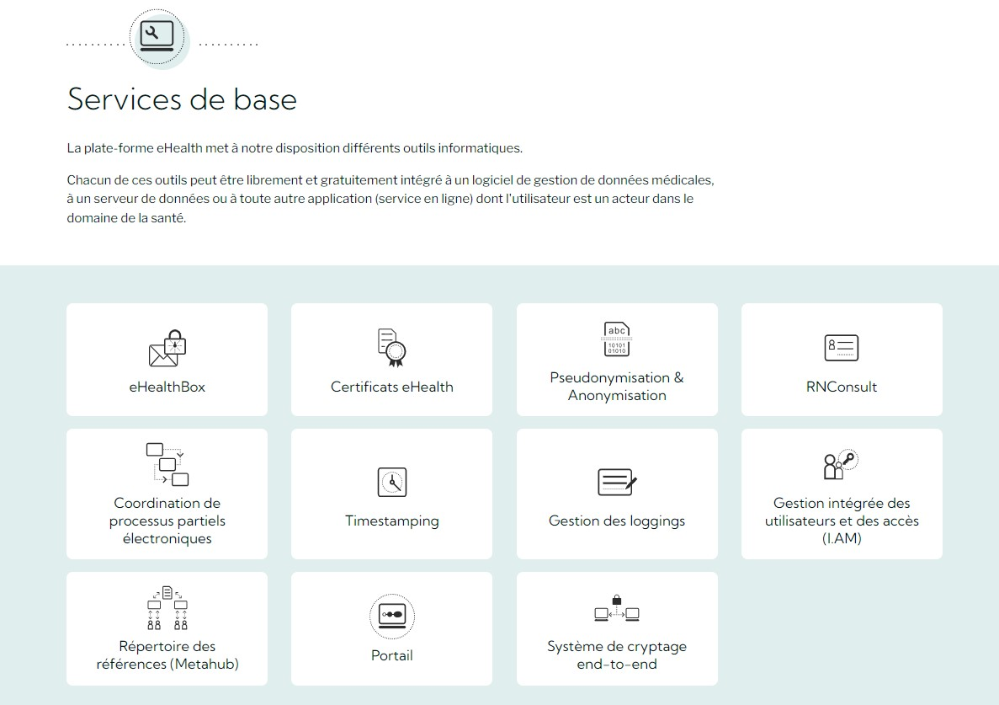 Services de base
La plate-forme eHealth met à notre disposition différents outils informatiques.
Chacun de ces outils peut être librement et gratuitement intégré à un logiciel de gestion de données médicales,
à un serveur de données ou à toute autre application (service en ligne) dont l'utilisateur est un acteur dans le
domaine de la santé.
eHealthBox
Certificats eHealth
abc
10101
01010
Pseudonymisation &
Anonymisation
RNConsult
Coordination de
processus partiels
électroniques
Timestamping
Gestion des loggings
Gestion intégrée des
utilisateurs et des accès
(I.AM)
Répertoire des
références (Metahub)
Portail
Système de cryptage
end-to-end